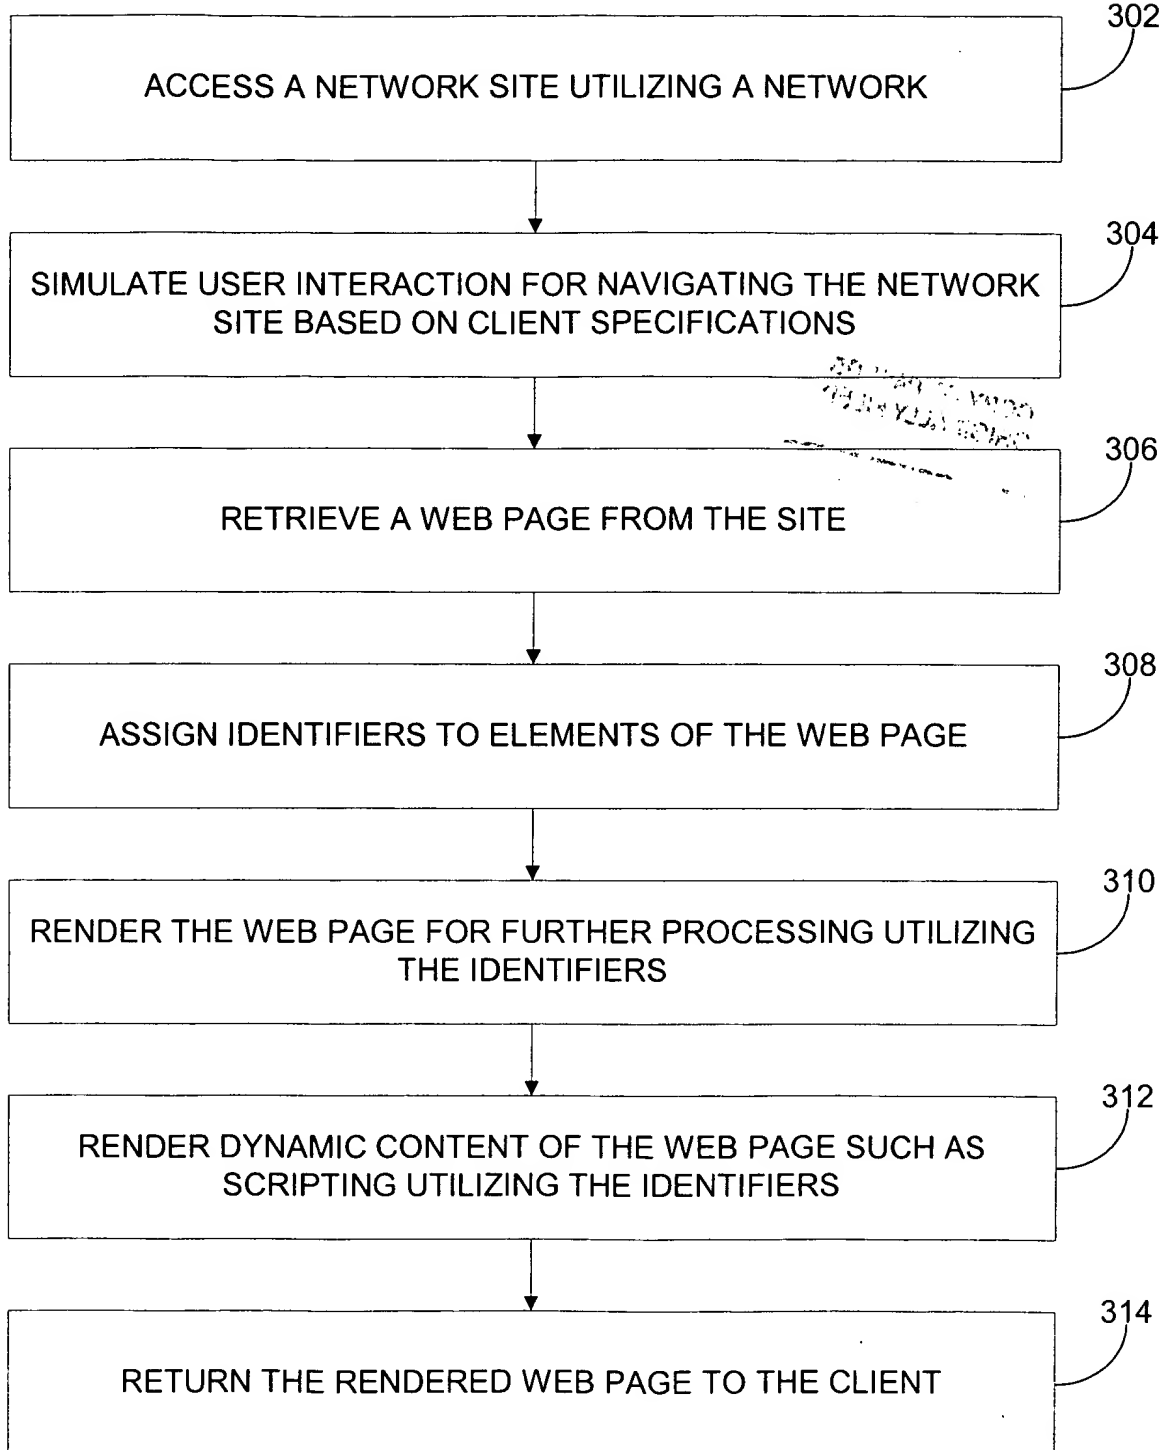 302
ACCESS A NETWORK SITE UTILIZING A NETWORK
304
SIMULATE USER INTERACTION FOR NAVIGATING THE NETWORK
SITE BASED ON CLIENT SPECIFICATIONS
306
RETRIEVE A WEB PAGE FROM THE SITE
308
ASSIGN IDENTIFIERS TO ELEMENTS OF THE WEB PAGE
310
RENDER THE WEB PAGE FOR FURTHER PROCESSING UTILIZING
THE IDENTIFIERS
312
RENDER DYNAMIC CONTENT OF THE WEB PAGE SUCH AS
SCRIPTING UTILIZING THE IDENTIFIERS
314
RETURN THE RENDERED WEB PAGE TO THE CLIENT